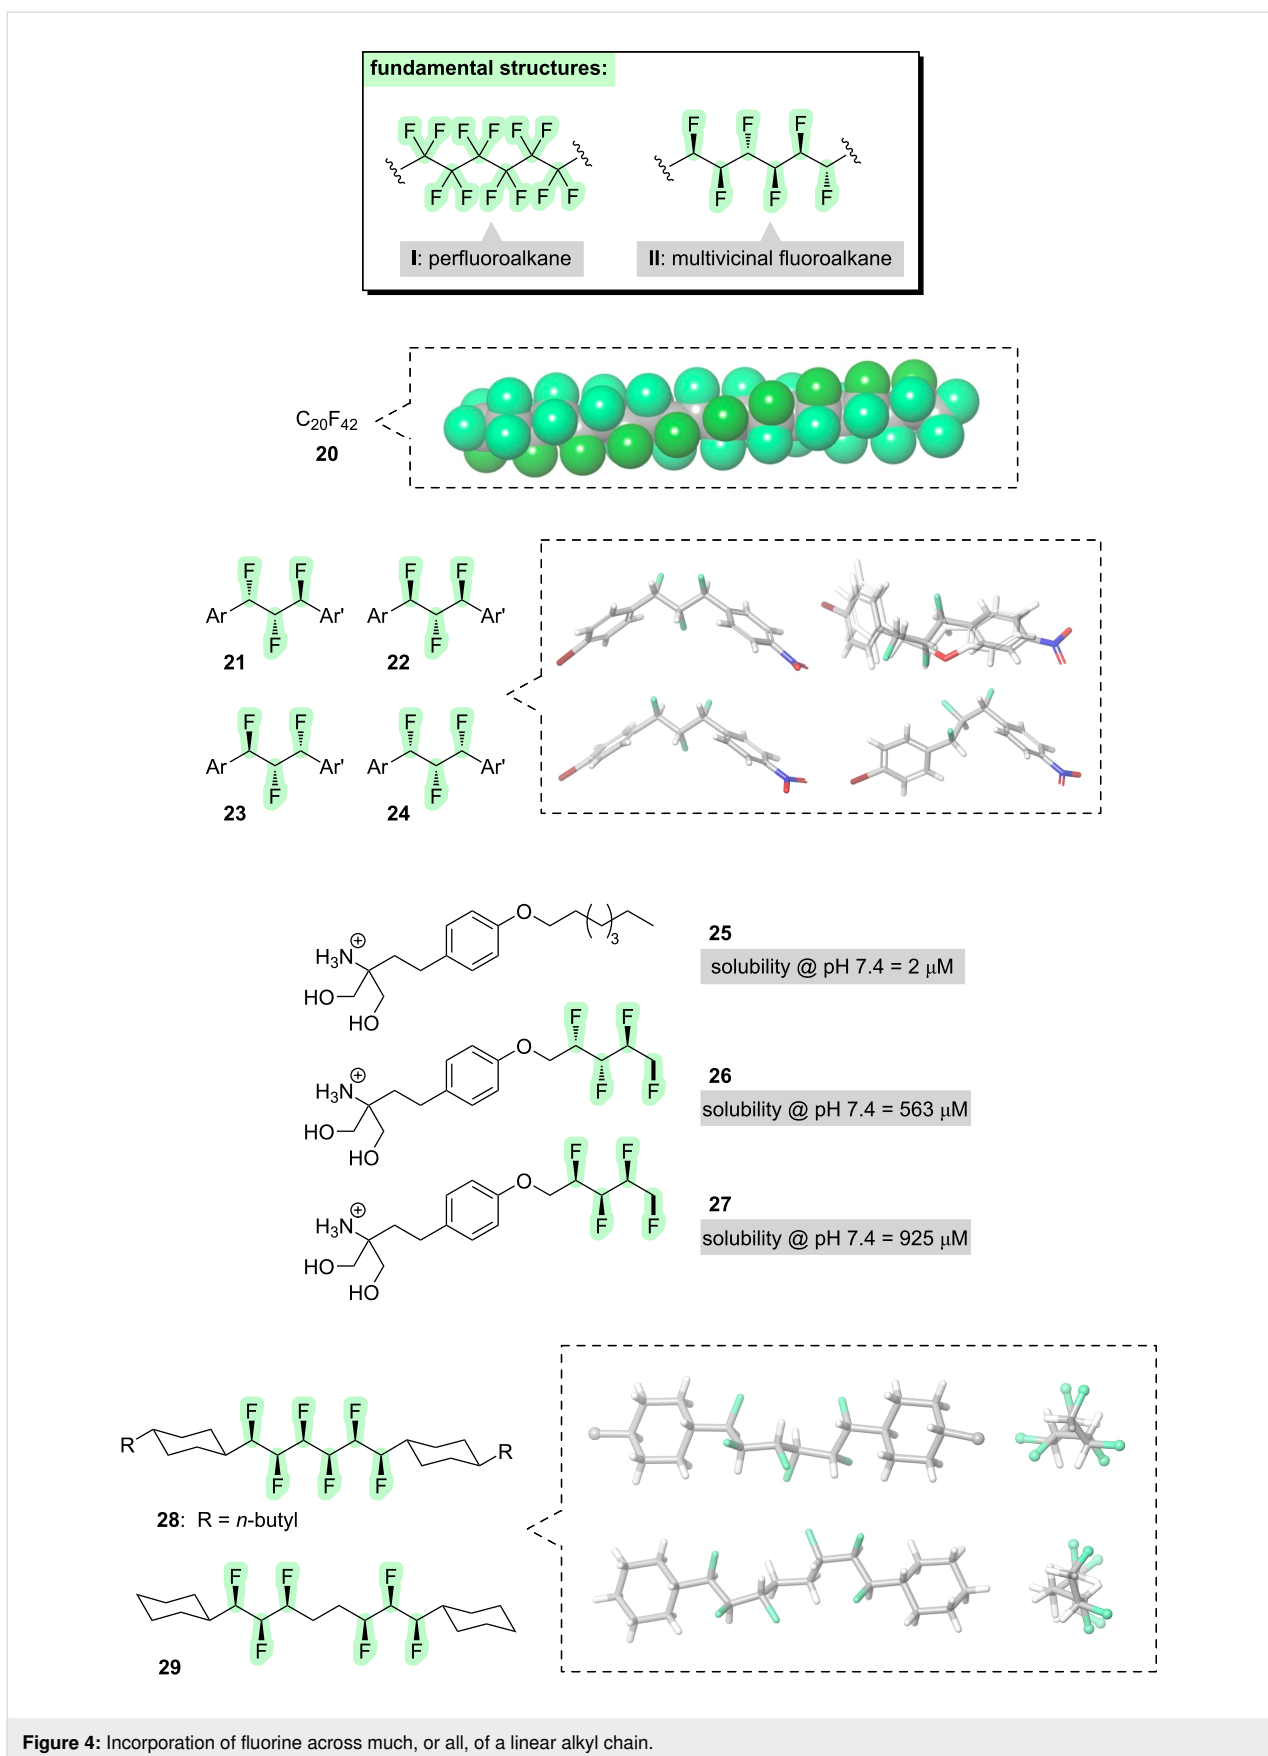 fundamental structures:
F F F F F F
F F F F F F
F F F
F F F
I: perfluoroalkane
II: multivicinal fluoroalkane
C20F42
20
F F
Ar Ar'
F
21
F F
Ar Ar'
F
22
F F
Ar Ar'
F
23
F F
Ar Ar'
F
24
O
3
H3N
+
HO
HO
25
solubility @ pH 7.4 = 2 μM
F F
O
F F
H3N
+
HO
HO
26
solubility @ pH 7.4 = 563 μM
F F
O
F F
H3N
+
HO
HO
27
solubility @ pH 7.4 = 925 μM
F F F
R R
F F F
28: R = n-butyl
F F F
F F F
29
Figure 4: Incorporation of fluorine across much, or all, of a linear alkyl chain.